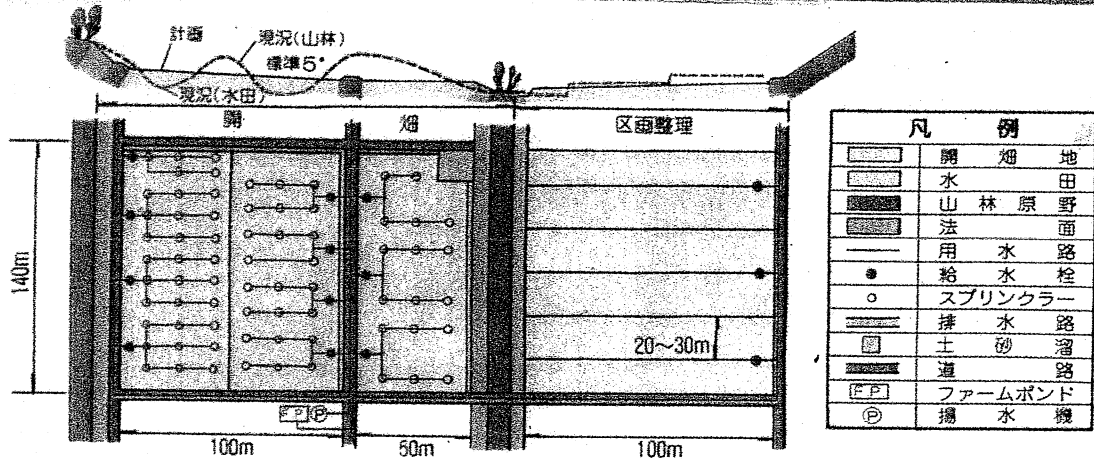 計画
現況(山林)
標準5°
現況(水田)
開 畑
区画整理
140m
20〜30m
FP P
100m
50m
100m
凡 例
開畑地
水田
山林原野
法面
用水路
給水栓
スプリンクラー
排水路
土砂溜
道路
FP ファームポンド
P 揚水機